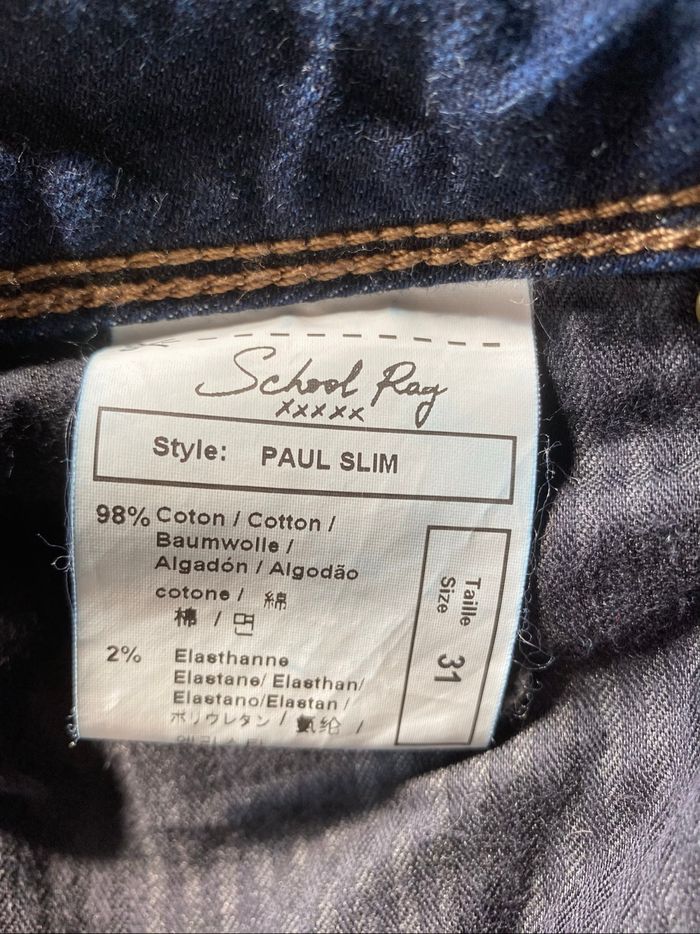 School Rag
xxxxx
Style: PAUL SLIM
98% Coton / Cotton /
Baumwolle /
Algadón / Algodão
cotone / 綿
棉 / 면
2% Elasthanne
Elastane/ Elasthan/
Elastano/Elastan /
ポリウレタン / 氨纶 /
Taille
Size
31